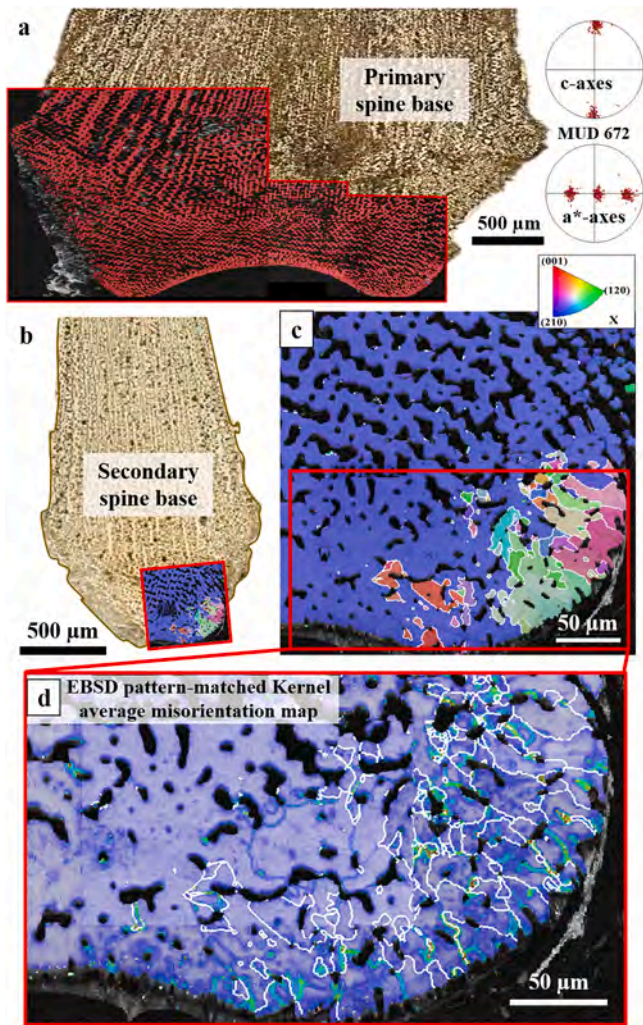 a
Primary
spine base
c-axes
MUD 672
a*-axes
500 µm
(001)
(120)
(210)
X
b
Secondary
spine base
500 µm
c
50 µm
d
EBSD pattern-matched Kernel
average misorientation map
50 µm